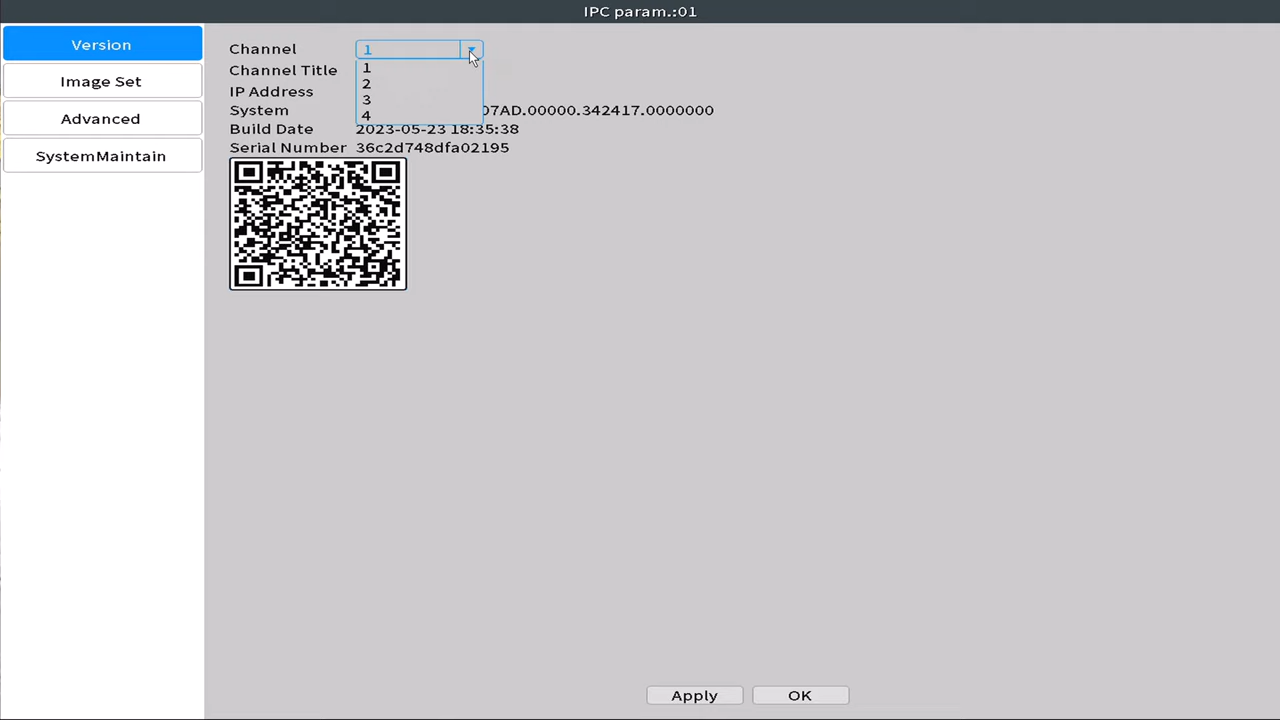 IPC param.:01
Version
Image Set
Advanced
SystemMaintain
Channel 1
1
2
3
4
Channel Title
IP Address
System 07AD.00000.342417.0000000
Build Date 2023-05-23 18:35:38
Serial Number 36c2d748dfa02195
Apply OK